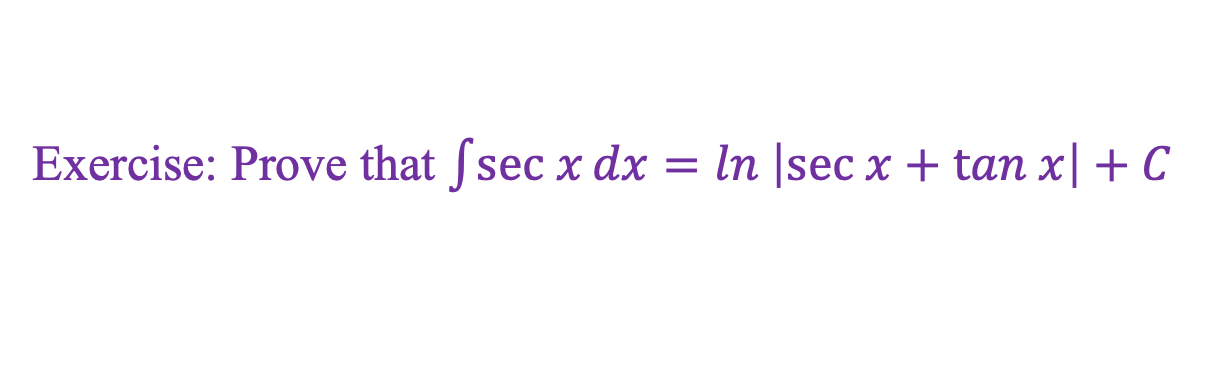 Exercise: Prove that ∫sec x dx = ln |sec x + tan x| + C